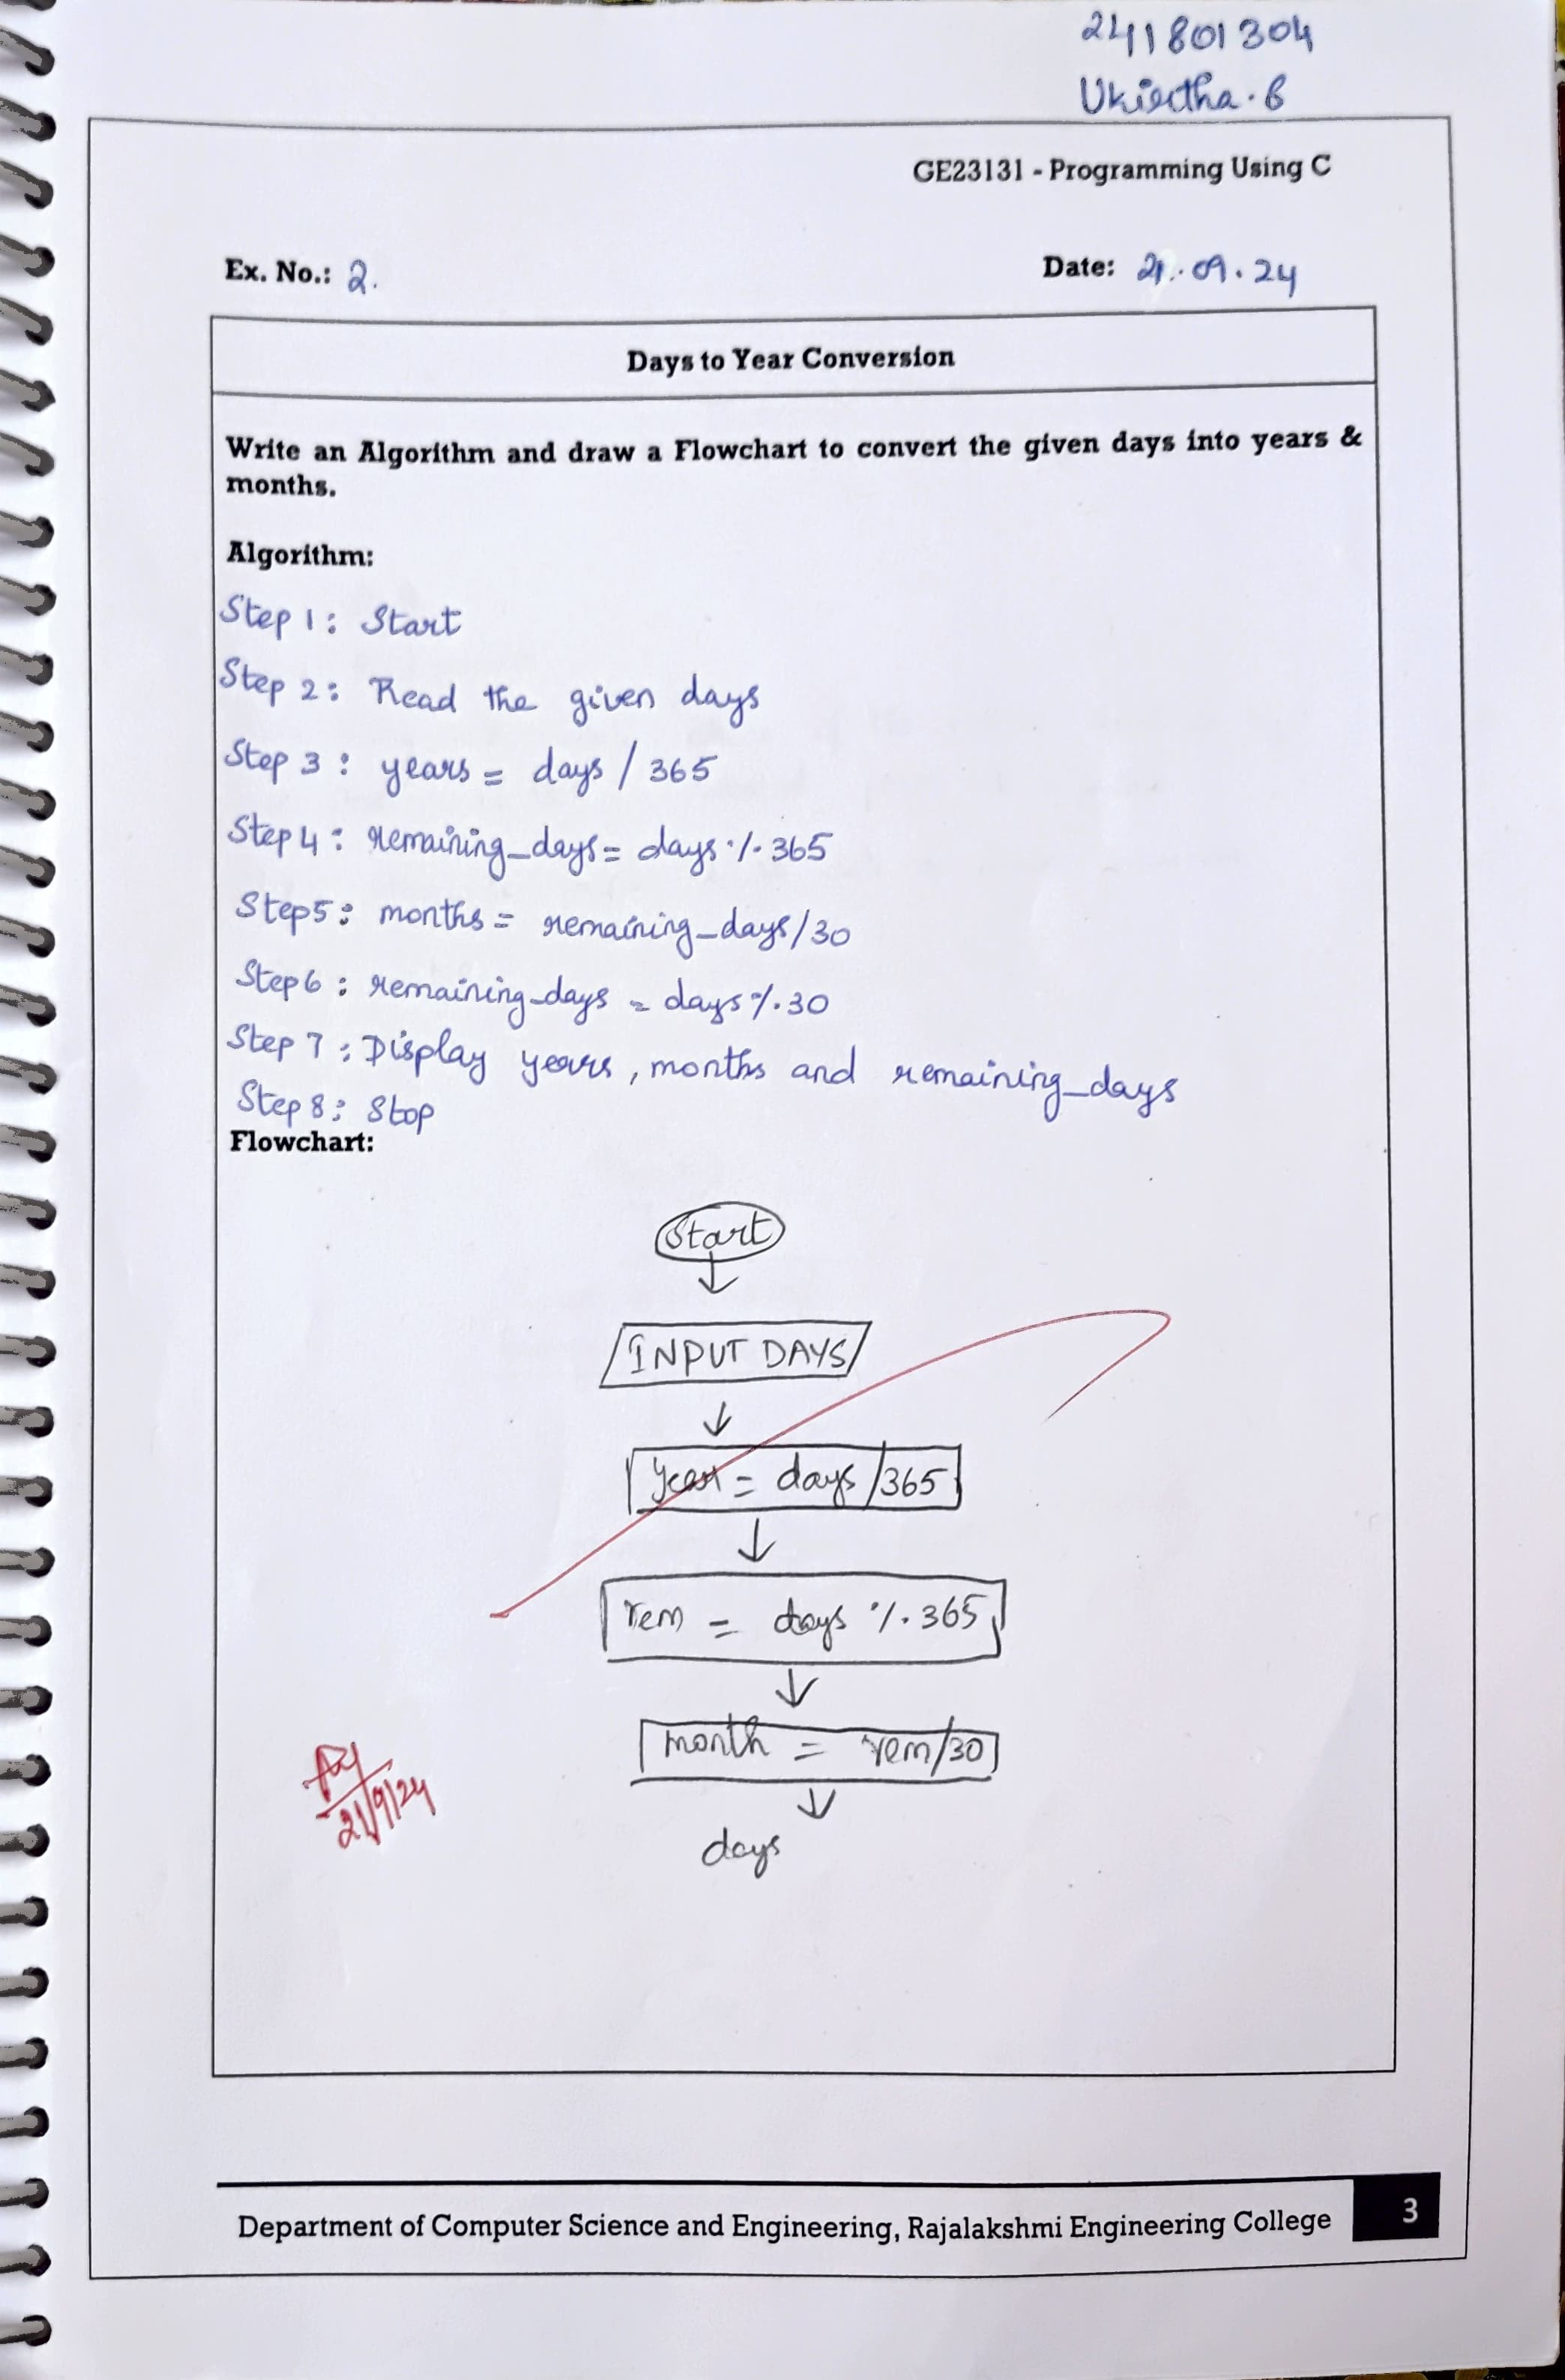 241801304
Ukirtha.B
GE23131 - Programming Using C
Ex. No.: 2.
Date: 21.09.24
Days to Year Conversion
Write an Algorithm and draw a Flowchart to convert the given days into years &
months.
Algorithm:
Step 1: Start
Step 2: Read the given days
Step 3: years = days / 365
Step 4: remaining_days = days % 365
Step 5: months = remaining_days/30
Step 6: remaining_days = days % 30
Step 7: Display years, months and remaining_days
Step 8: Stop
Flowchart:
Start
INPUT DAYS
year = days /365
rem = days % 365
month = rem/30
days
21/9/24
Department of Computer Science and Engineering, Rajalakshmi Engineering College
3